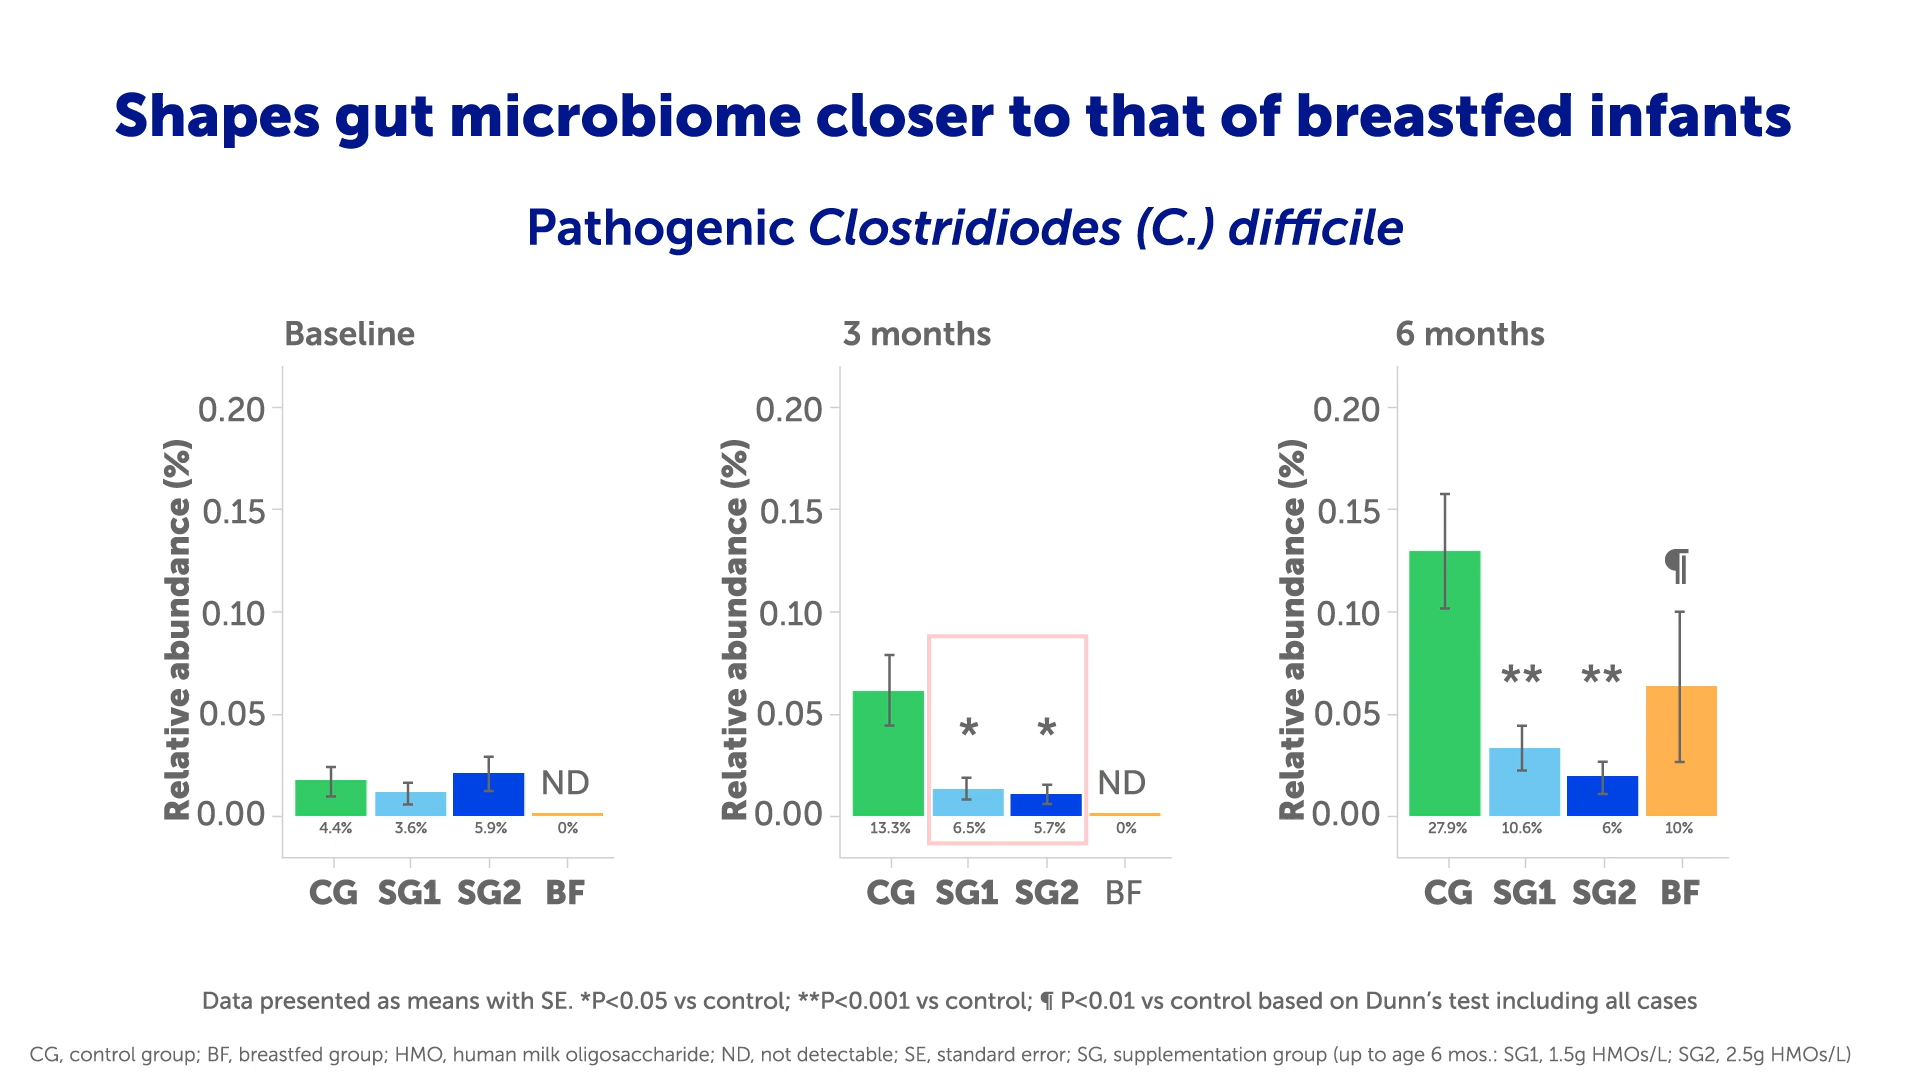 Shapes gut microbiome closer to that of breastfed infants
Pathogenic Clostridiodes (C.) difficile
Baseline
Relative abundance (%)
0.20
0.15
0.10
0.05
0.00
ND
4.4% 3.6% 5.9% 0%
CG SG1 SG2 BF
3 months
Relative abundance (%)
0.20
0.15
0.10
0.05
0.00
* *
ND
13.3% 6.5% 5.7% 0%
CG SG1 SG2 BF
6 months
Relative abundance (%)
0.20
0.15
0.10
0.05
0.00
¶
** **
27.9% 10.6% 6% 10%
CG SG1 SG2 BF
Data presented as means with SE. *P<0.05 vs control; **P<0.001 vs control; ¶ P<0.01 vs control based on Dunn’s test including all cases
CG, control group; BF, breastfed group; HMO, human milk oligosaccharide; ND, not detectable; SE, standard error; SG, supplementation group (up to age 6 mos.: SG1, 1.5g HMOs/L; SG2, 2.5g HMOs/L)